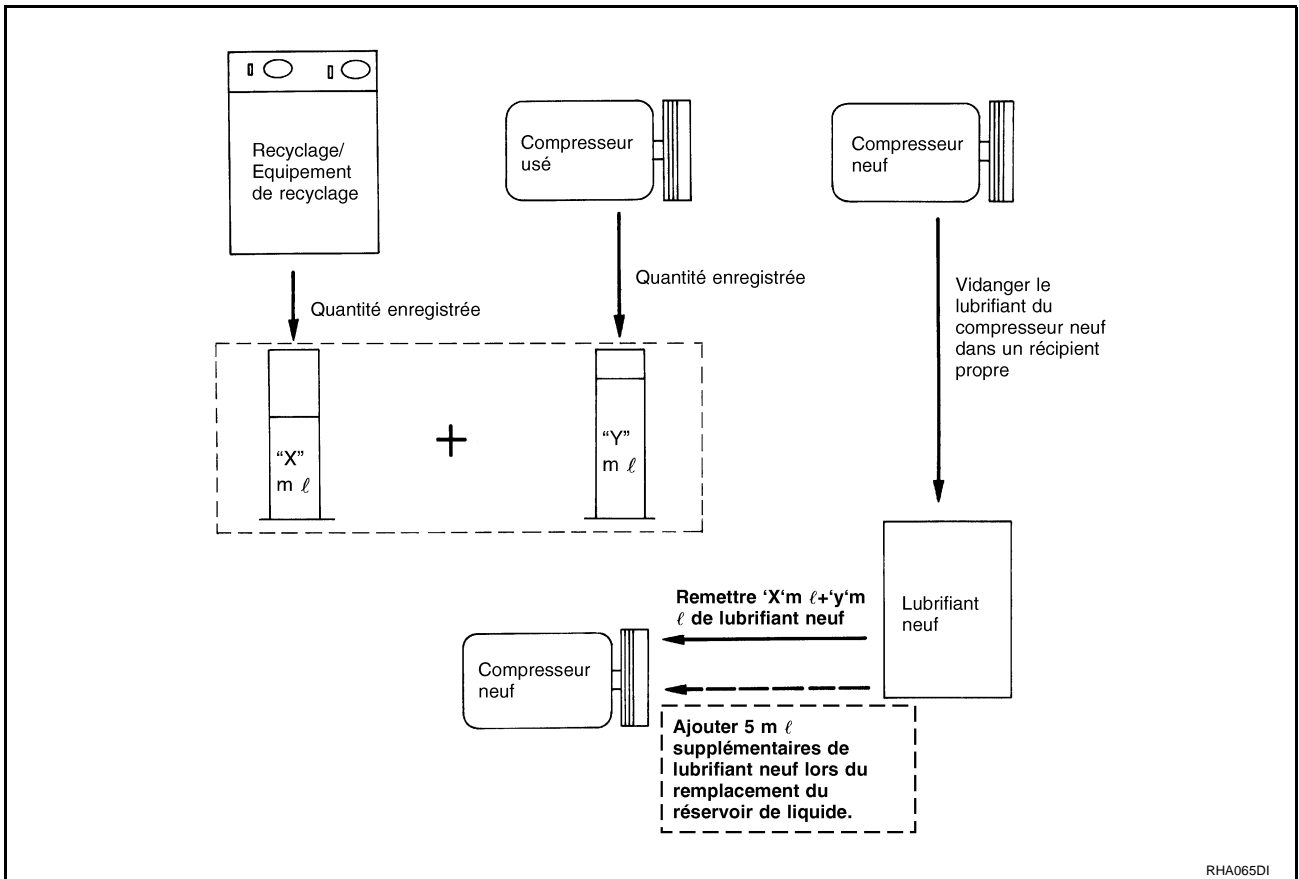 Recyclage/
Equipement
de recyclage
Compresseur
usé
Compresseur
neuf
Quantité enregistrée
Quantité enregistrée
Vidanger le
lubrifiant du
compresseur neuf
dans un récipient
propre
“X”
m ℓ
+
“Y”
m ℓ
Remettre ‘X‘m ℓ+‘y‘m
ℓ de lubrifiant neuf
Lubrifiant
neuf
Compresseur
neuf
Ajouter 5 m ℓ
supplémentaires de
lubrifiant neuf lors du
remplacement du
réservoir de liquide.
RHA065DI